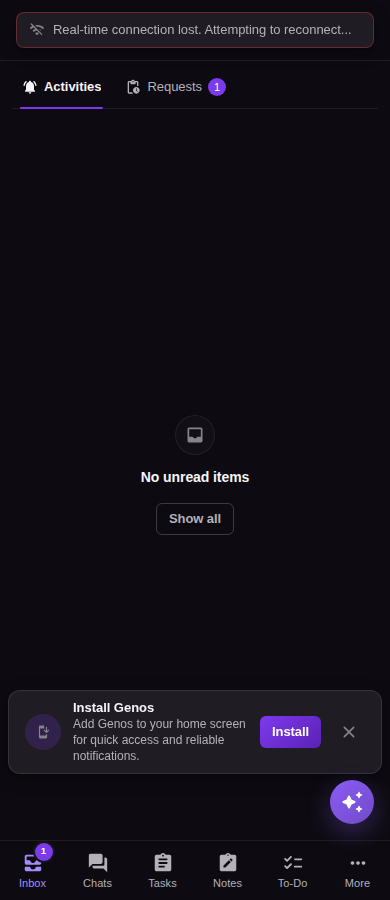 Real-time connection lost. Attempting to reconnect...
Activities
Requests 1
No unread items
Show all
Install Genos
Add Genos to your home screen
for quick access and reliable
notifications.
Install
1
Inbox Chats Tasks Notes To-Do More